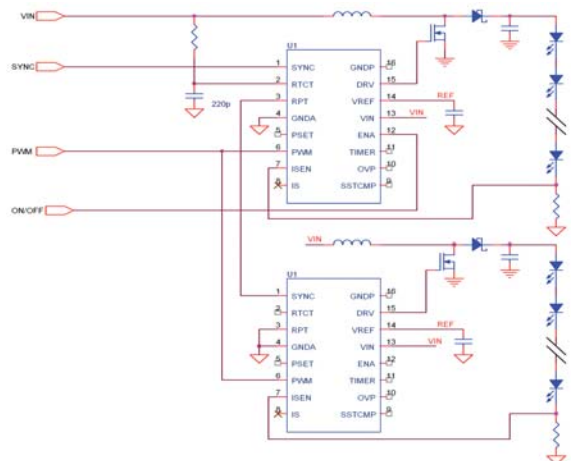 VIN
SYNC
PWM
ON/OFF
220p
U1
1 SYNC GNDP 16
2 RTCT DRV 15
3 RPT VREF 14 REF
4 GNDA VIN 13 VIN
5 PSET ENA 12
6 PWM TIMER 11
7 ISEN OVP 10
8 IS SSTCMP 9
VIN
U1
1 SYNC GNDP 16
2 RTCT DRV 15
3 RPT VREF 14 REF
4 GNDA VIN 13 VIN
5 PSET ENA 12
6 PWM TIMER 11
7 ISEN OVP 10
8 IS SSTCMP 9